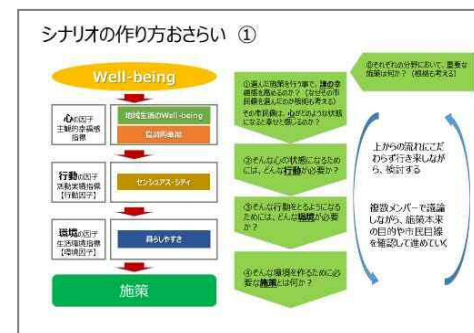 シナリオの作り方おさらい ①
Well-being
心の因子
主観的幸福感
指標
地域生活のWell-being
協調的幸福
行動の因子
活動実績指標
【行動因子】
センシュアス・シティ
環境の因子
生活環境指標
【環境因子】
暮らしやすさ
施策
①選んだ施策を行う事で、誰の幸
福感を高めるのか？（なぜその市
民像を選んだのか根拠も考える）
その市民像は、心がどのような状態
になると幸せと感じるのか？
②そんな心の状態になるため
には、どんな行動が必要か？
③そんな行動をとるようになる
ためには、どんな環境が必要
か？
④そんな環境を作るために必
要な施策とは何か？
それぞれの分野において、重要な
施策は何か？（根拠も考える）
上からの流れにこだ
わらず行き来しなが
ら、検討する
複数メンバーで議論
しながら、施策本来
の目的や市民目線
を確認して進めていく